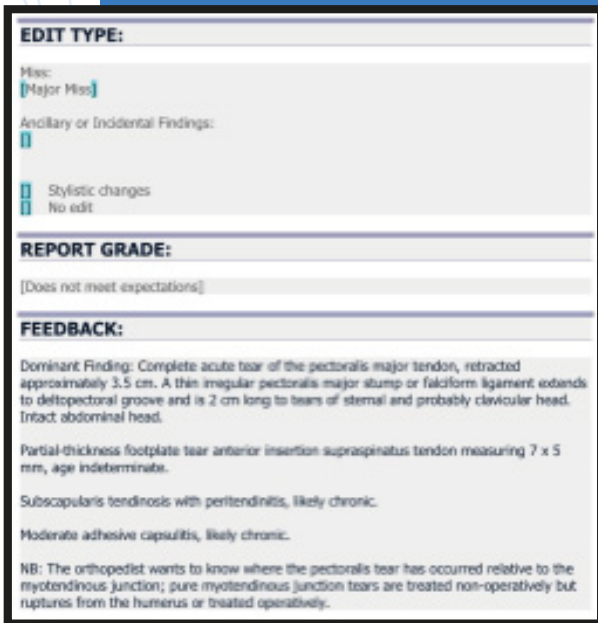 EDIT TYPE:
Miss:
[Major Miss]
Ancillary or Incidental Findings:
[]
[] Stylistic changes
[] No edit
REPORT GRADE:
[Does not meet expectations]
FEEDBACK:
Dominant Finding: Complete acute tear of the pectoralis major tendon, retracted
approximately 3.5 cm. A thin irregular pectoralis major stump or falciform ligament extends
to deltopectoral groove and is 2 cm long to tears of sternal and probably clavicular head.
Intact abdominal head.
Partial-thickness footplate tear anterior insertion supraspinatus tendon measuring 7 x 5
mm, age indeterminate.
Subscapularis tendinosis with peritendinitis, likely chronic.
Moderate adhesive capsulitis, likely chronic.
NB: The orthopedist wants to know where the pectoralis tear has occurred relative to the
myotendinous junction; pure myotendinous junction tears are treated non-operatively but
ruptures from the humerus or treated operatively.